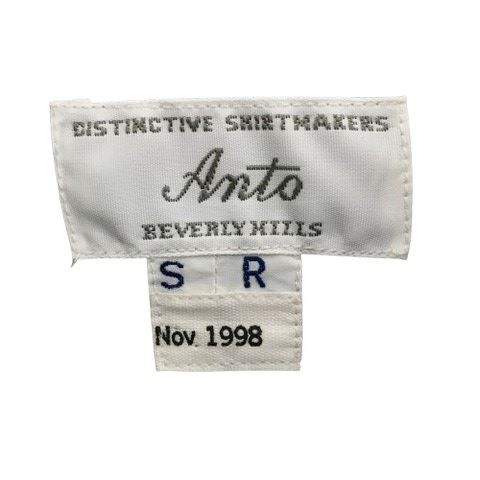 DISTINCTIVE SHIRTMAKERS
Anto
BEVERLY HILLS
S R
Nov. 1998